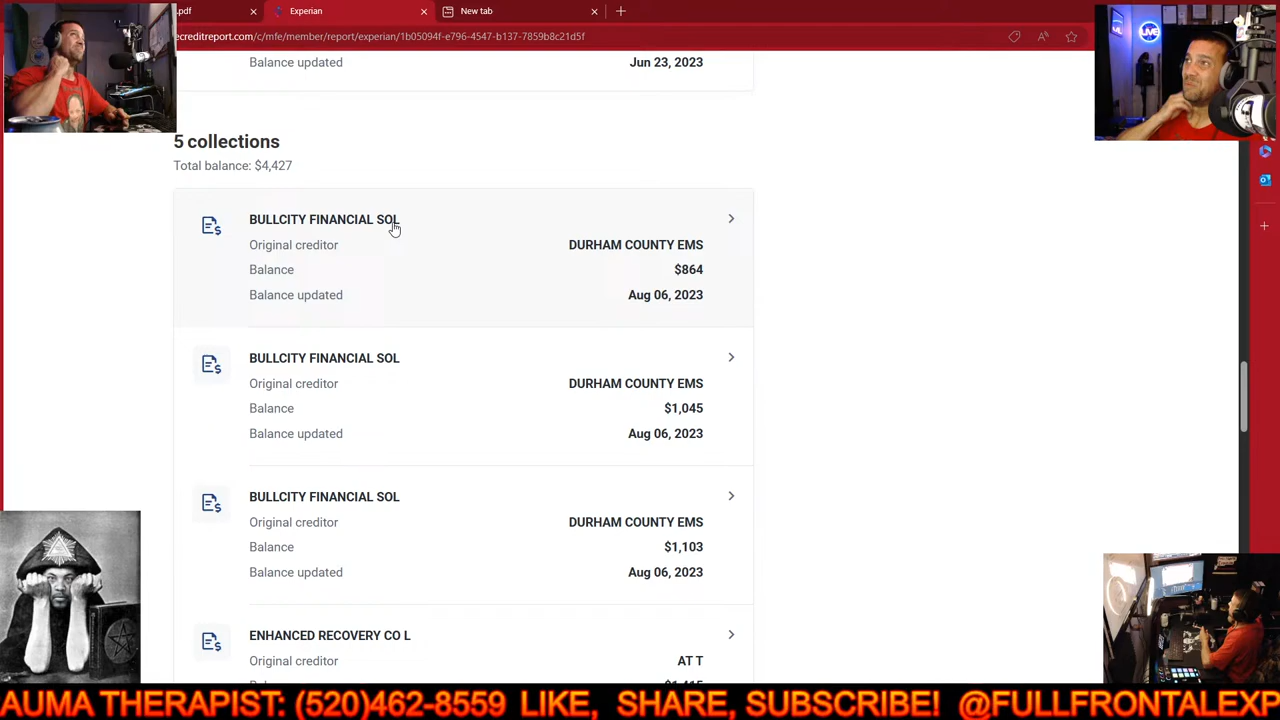 .pdf
Experian
New tab
ecreditreport.com/c/mfe/member/report/experian/1b05094f-e796-4547-b137-7859b8c21d5f
Balance updated Jun 23, 2023
5 collections
Total balance: $4,427
BULLCITY FINANCIAL SOL
Original creditor DURHAM COUNTY EMS
Balance $864
Balance updated Aug 06, 2023
BULLCITY FINANCIAL SOL
Original creditor DURHAM COUNTY EMS
Balance $1,045
Balance updated Aug 06, 2023
BULLCITY FINANCIAL SOL
Original creditor DURHAM COUNTY EMS
Balance $1,103
Balance updated Aug 06, 2023
ENHANCED RECOVERY CO L
Original creditor AT T
LIVE
AUMA THERAPIST: (520)462-8559 LIKE, SHARE, SUBSCRIBE! @FULLFRONTALEXP